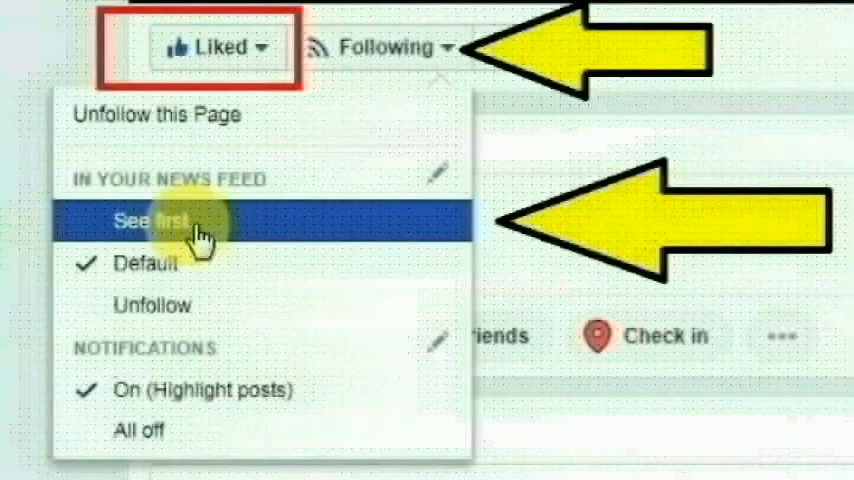 Liked Following
Unfollow this Page
IN YOUR NEWS FEED
See first
Default
Unfollow
riends Check in
NOTIFICATIONS
On (Highlight posts)
All off